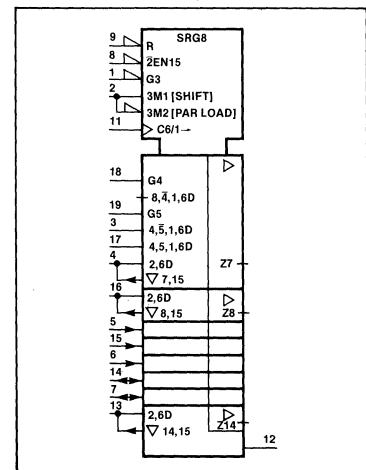 SRG8
9 R
8 2̅EN15
1 G3
2 3M1 [SHIFT]
3M2 [PAR LOAD]
11 C6/1→
18 G4
8,4̅,1,6D
19 G5
3 4,5̅,1,6D
17 4,5,1,6D
4 2,6D
7,15 Z7
16 2,6D
8,15 Z8
5
15
6
14
7
13 2,6D
14,15 Z14
12